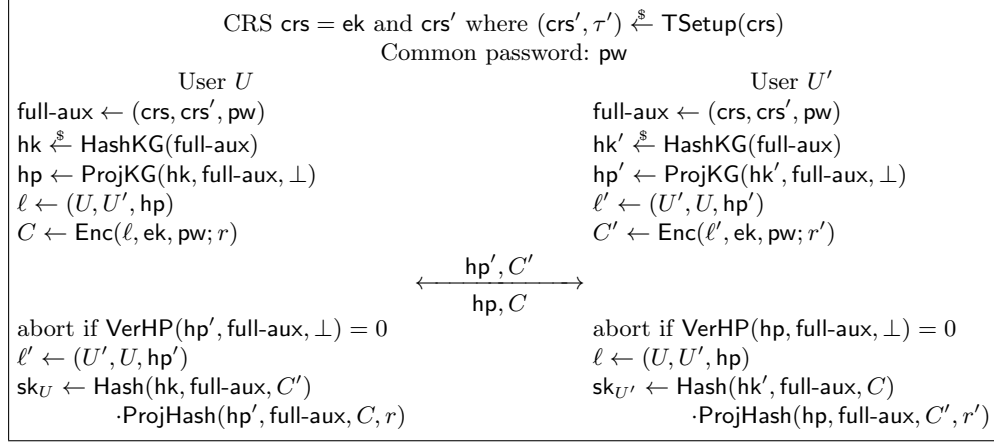 CRS crs = ek and crs′ where (crs′, τ′) ←$ TSetup(crs)
Common password: pw
User U
full-aux ← (crs, crs′, pw)
hk ←$ HashKG(full-aux)
hp ← ProjKG(hk, full-aux, ⊥)
ℓ ← (U, U′, hp)
C ← Enc(ℓ, ek, pw; r)
User U′
full-aux ← (crs, crs′, pw)
hk′ ←$ HashKG(full-aux)
hp′ ← ProjKG(hk′, full-aux, ⊥)
ℓ′ ← (U′, U, hp′)
C′ ← Enc(ℓ′, ek, pw; r′)
hp′, C′
hp, C
abort if VerHP(hp′, full-aux, ⊥) = 0
ℓ′ ← (U′, U, hp′)
sk_U ← Hash(hk, full-aux, C′)
·ProjHash(hp′, full-aux, C, r)
abort if VerHP(hp, full-aux, ⊥) = 0
ℓ ← (U, U′, hp)
sk_U′ ← Hash(hk′, full-aux, C)
·ProjHash(hp, full-aux, C′, r′)